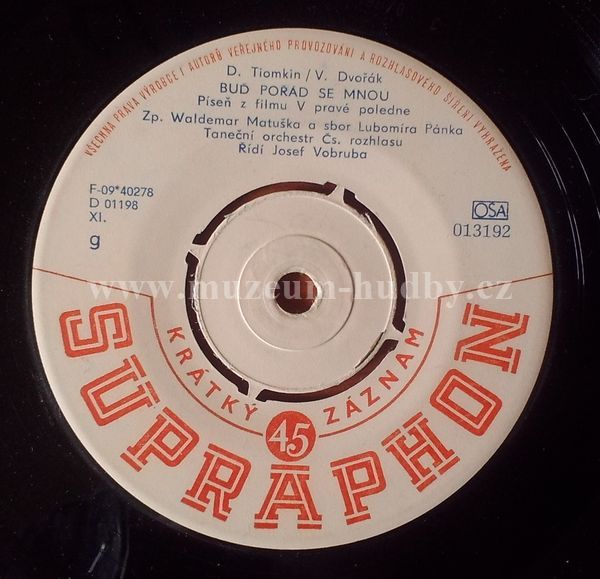 VŠECHNA PRÁVA VÝROBCE I AUTORŮ VEŘEJNÉHO PROVOZOVÁNÍ A ROZHLASOVÉHO ŠÍŘENÍ VYHRAZENA
D. Tiomkin/V. Dvořák
BUĎ POŘÁD SE MNOU
Píseň z filmu V pravé poledne
Zp. Waldemar Matuška a sbor Lubomíra Pánka
Taneční orchestr Čs. rozhlasu
Řídí Josef Vobruba
F-09*40278
D 01198
XI.
g
OSA
013192
www.muzeum-hudby.cz
KRÁTKÝ 45 ZÁZNAM
SUPRAPHON